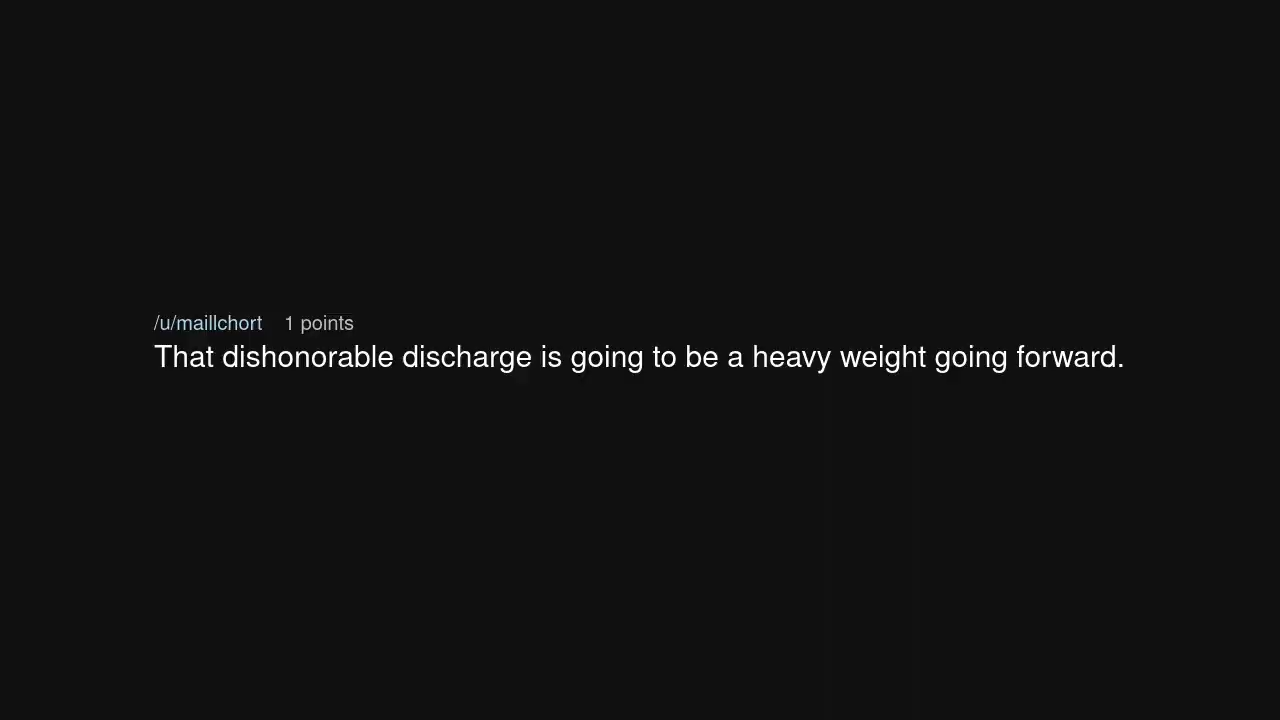 /u/maillchort 1 points
That dishonorable discharge is going to be a heavy weight going forward.